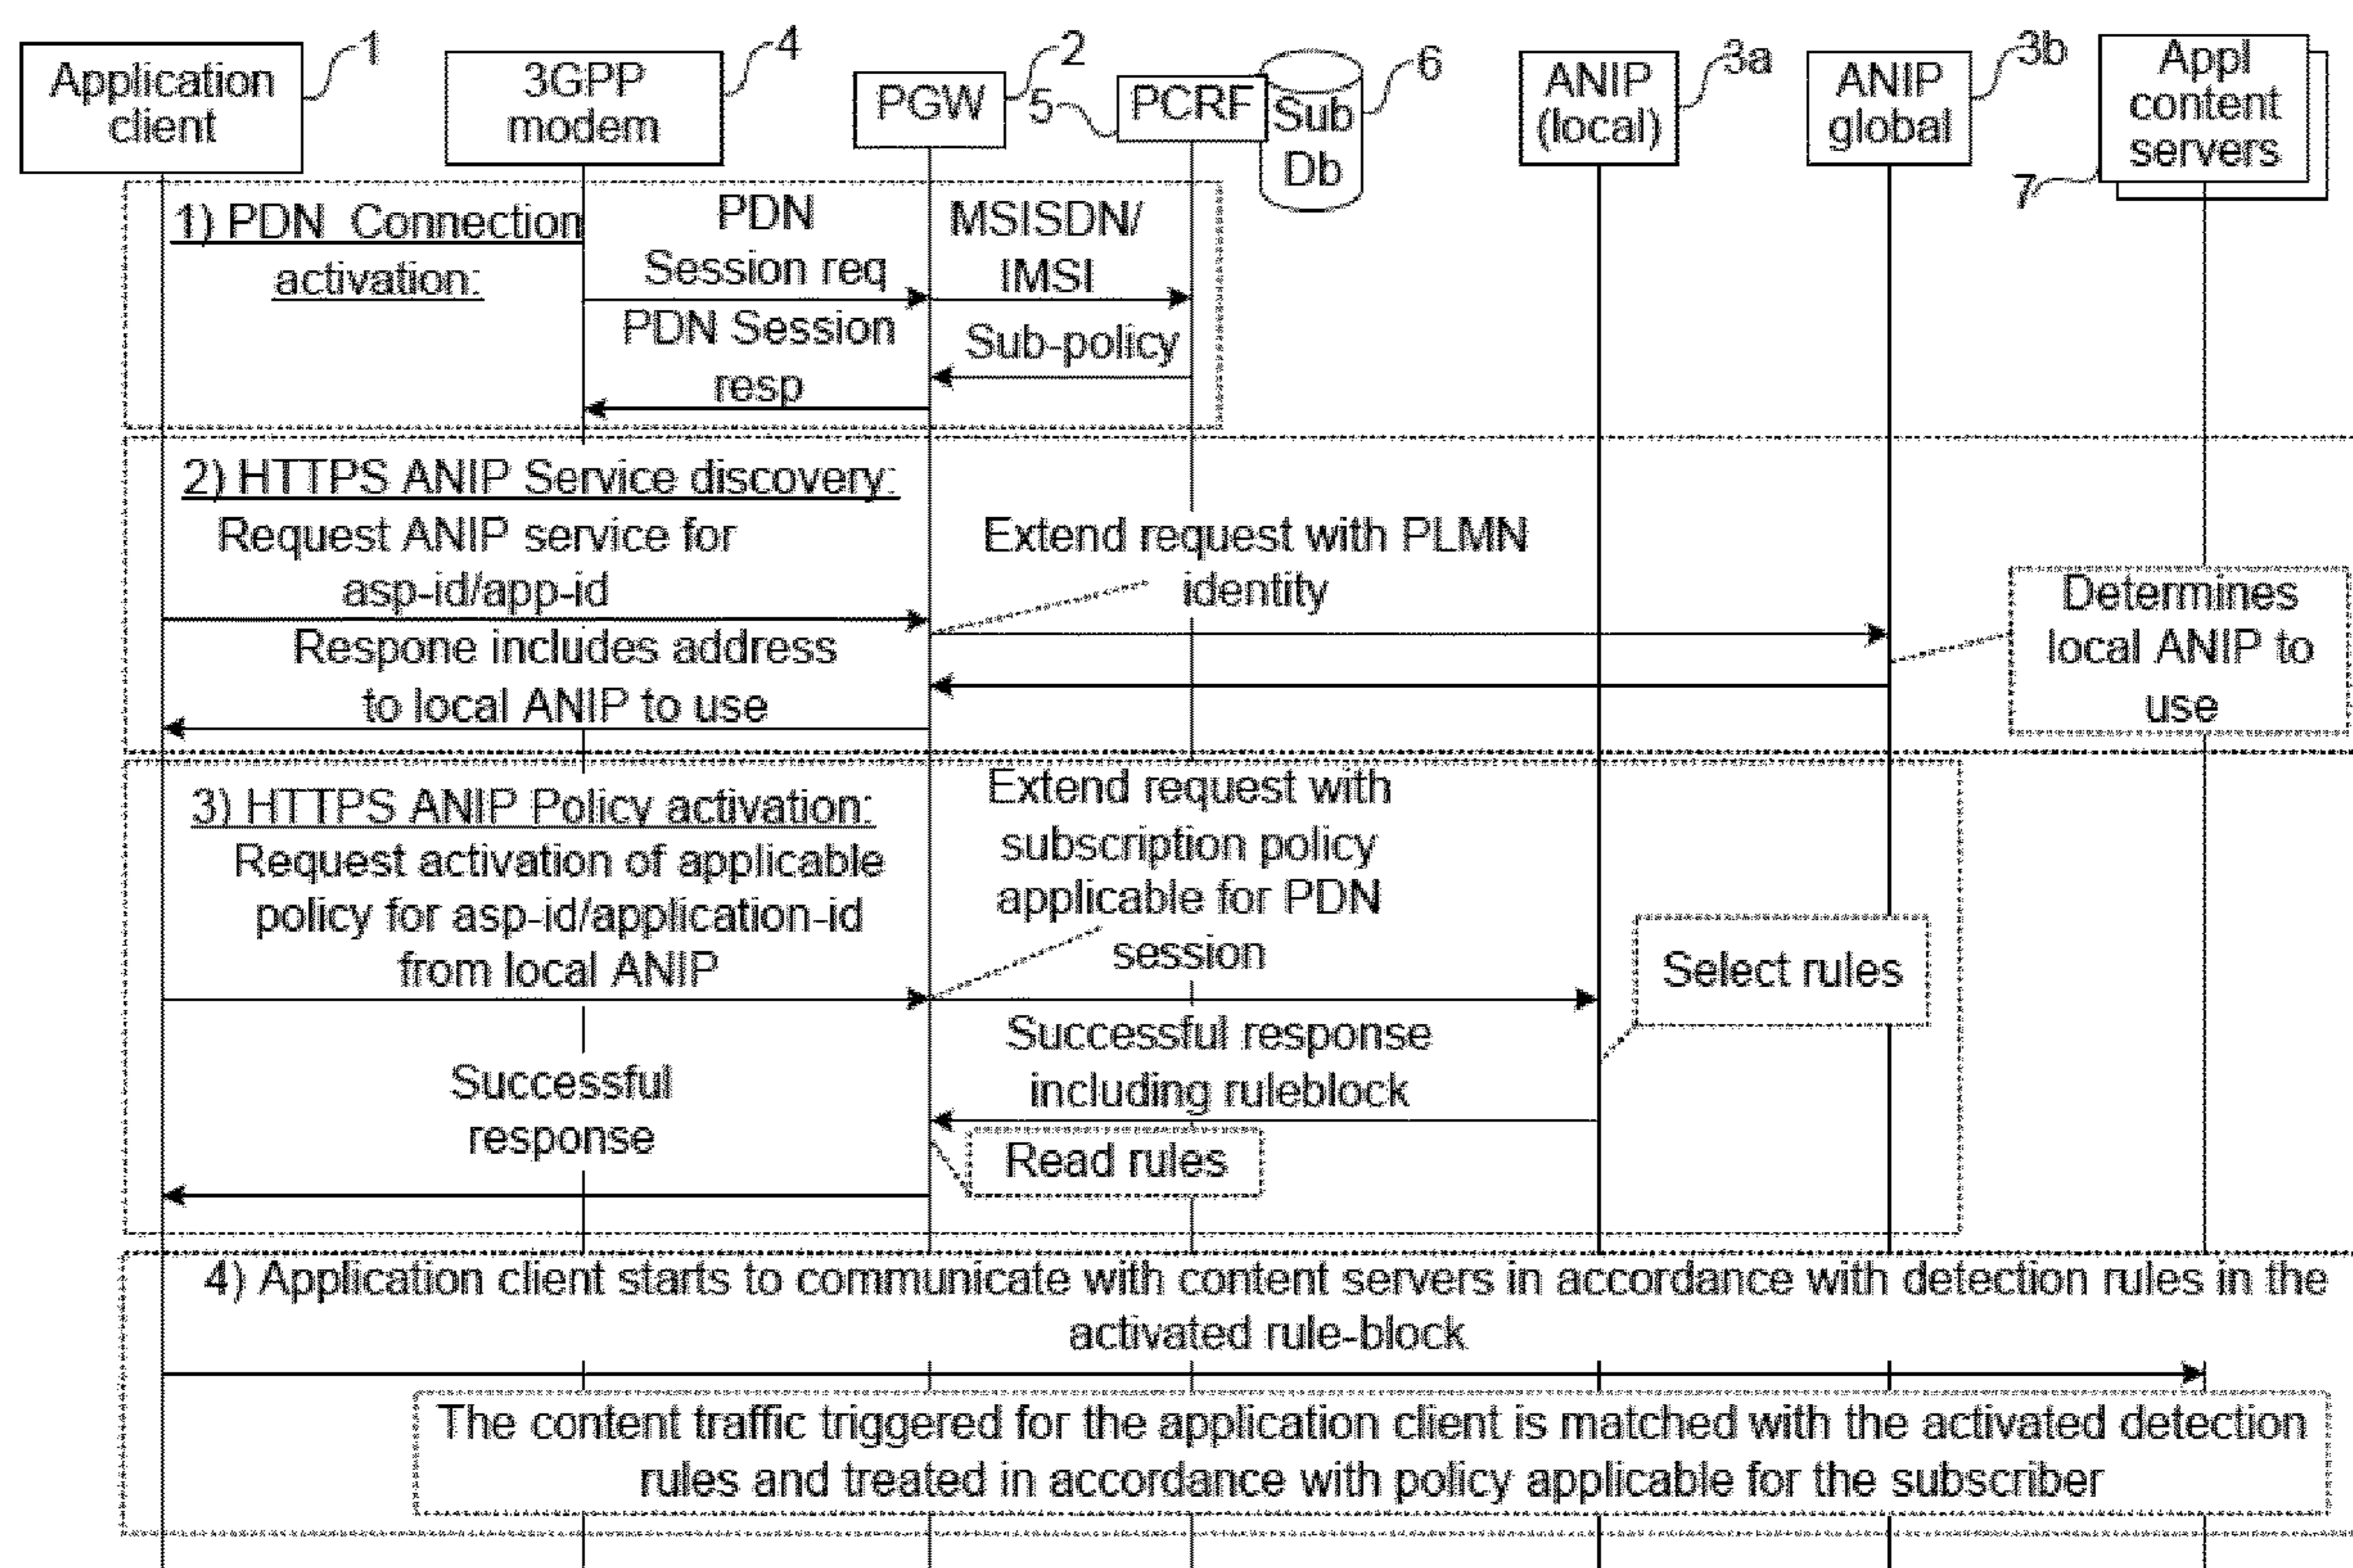 Application
client
1
3GPP
modem
4
PGW
2
PCRF
5
Sub
Db
6
ANIP
(local)
3a
ANIP
global
3b
Appl
content
servers
7
1) PDN Connection
activation:
PDN
Session req
MSISDN/
IMSI
PDN Session
resp
Sub-policy
2) HTTPS ANIP Service discovery:
Request ANIP service for
asp-id/app-id
Extend request with PLMN
identity
Determines
local ANIP to
use
Respone includes address
to local ANIP to use
3) HTTPS ANIP Policy activation:
Request activation of applicable
policy for asp-id/application-id
from local ANIP
Extend request with
subscription policy
applicable for PDN
session
Select rules
Successful response
including ruleblock
Read rules
Successful
response
4) Application client starts to communicate with content servers in accordance with detection rules in the
activated rule-block
The content traffic triggered for the application client is matched with the activated detection
rules and treated in accordance with policy applicable for the subscriber